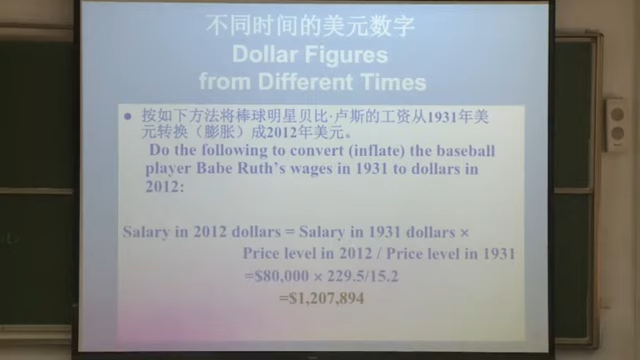 不同时间的美元数字
Dollar Figures
from Different Times
• 按如下方法将棒球明星贝比·卢斯的工资从1931年美
元转换（膨胀）成2012年美元。
Do the following to convert (inflate) the baseball
player Babe Ruth's wages in 1931 to dollars in
2012:
Salary in 2012 dollars = Salary in 1931 dollars ×
Price level in 2012 / Price level in 1931
=$80,000 × 229.5/15.2
=$1,207,894